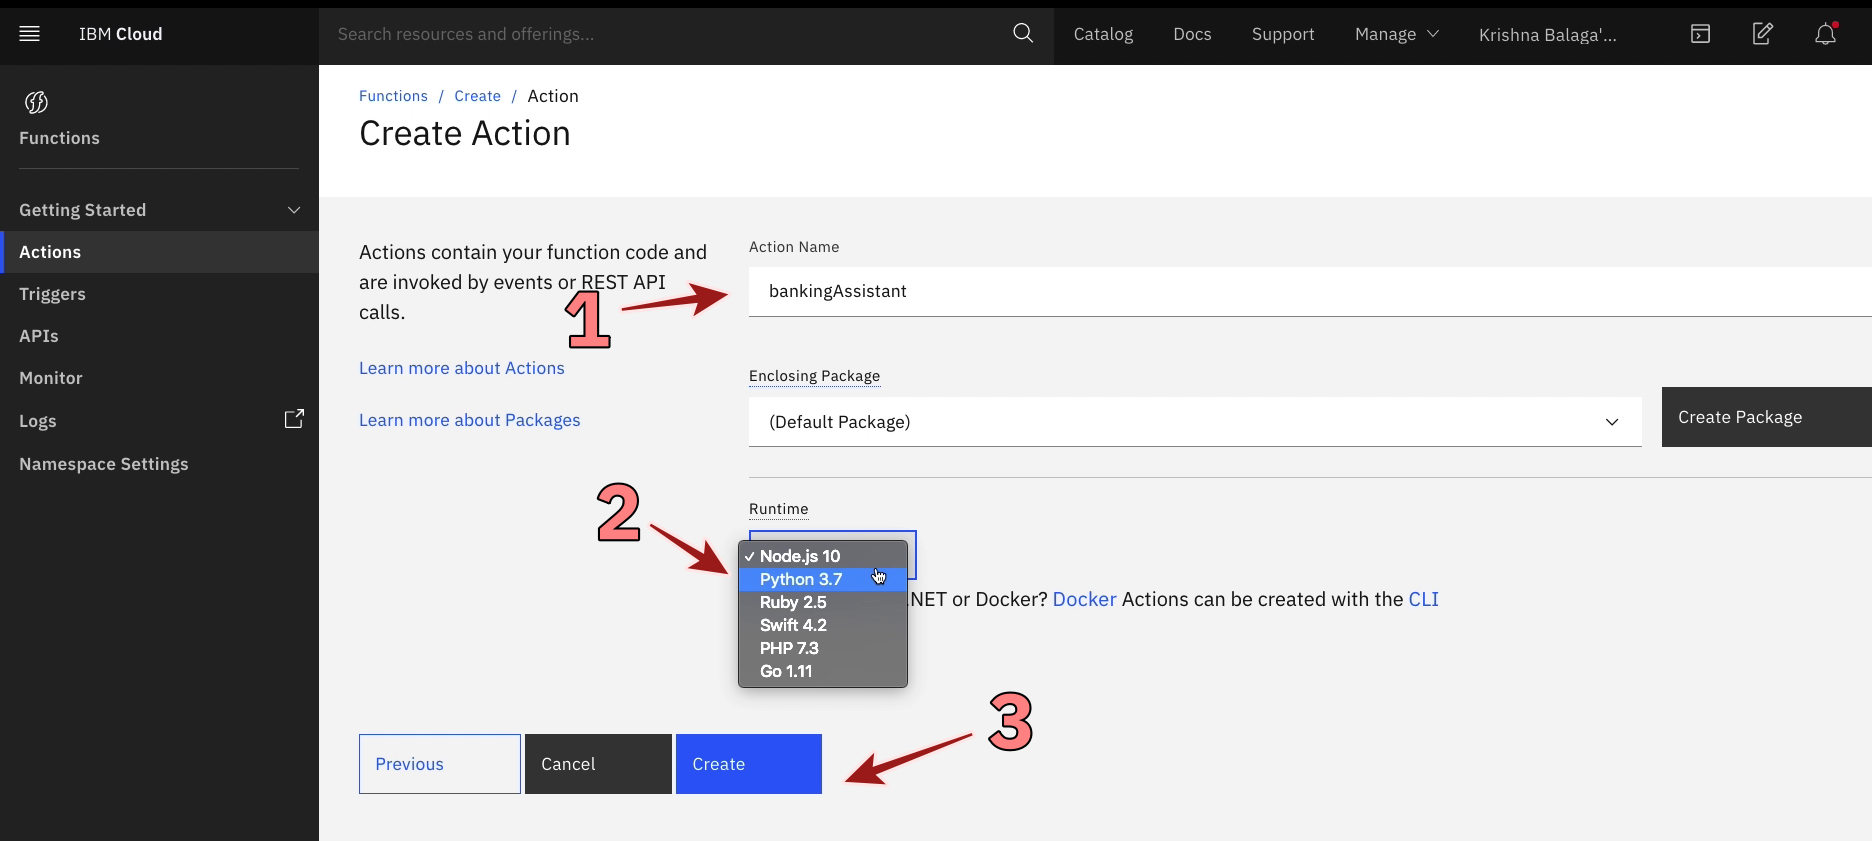 IBM Cloud
Search resources and offerings...
Catalog
Docs
Support
Manage
Krishna Balaga'...
Functions
Getting Started
Actions
Triggers
APIs
Monitor
Logs
Namespace Settings
Functions / Create / Action
Create Action
Actions contain your function code and
are invoked by events or REST API
calls.
Learn more about Actions
Learn more about Packages
1
Action Name
bankingAssistant
Enclosing Package
(Default Package)
Create Package
2
Runtime
✓ Node.js 10
Python 3.7
Ruby 2.5
Swift 4.2
PHP 7.3
Go 1.11
.NET or Docker? Docker Actions can be created with the CLI
3
Previous
Cancel
Create